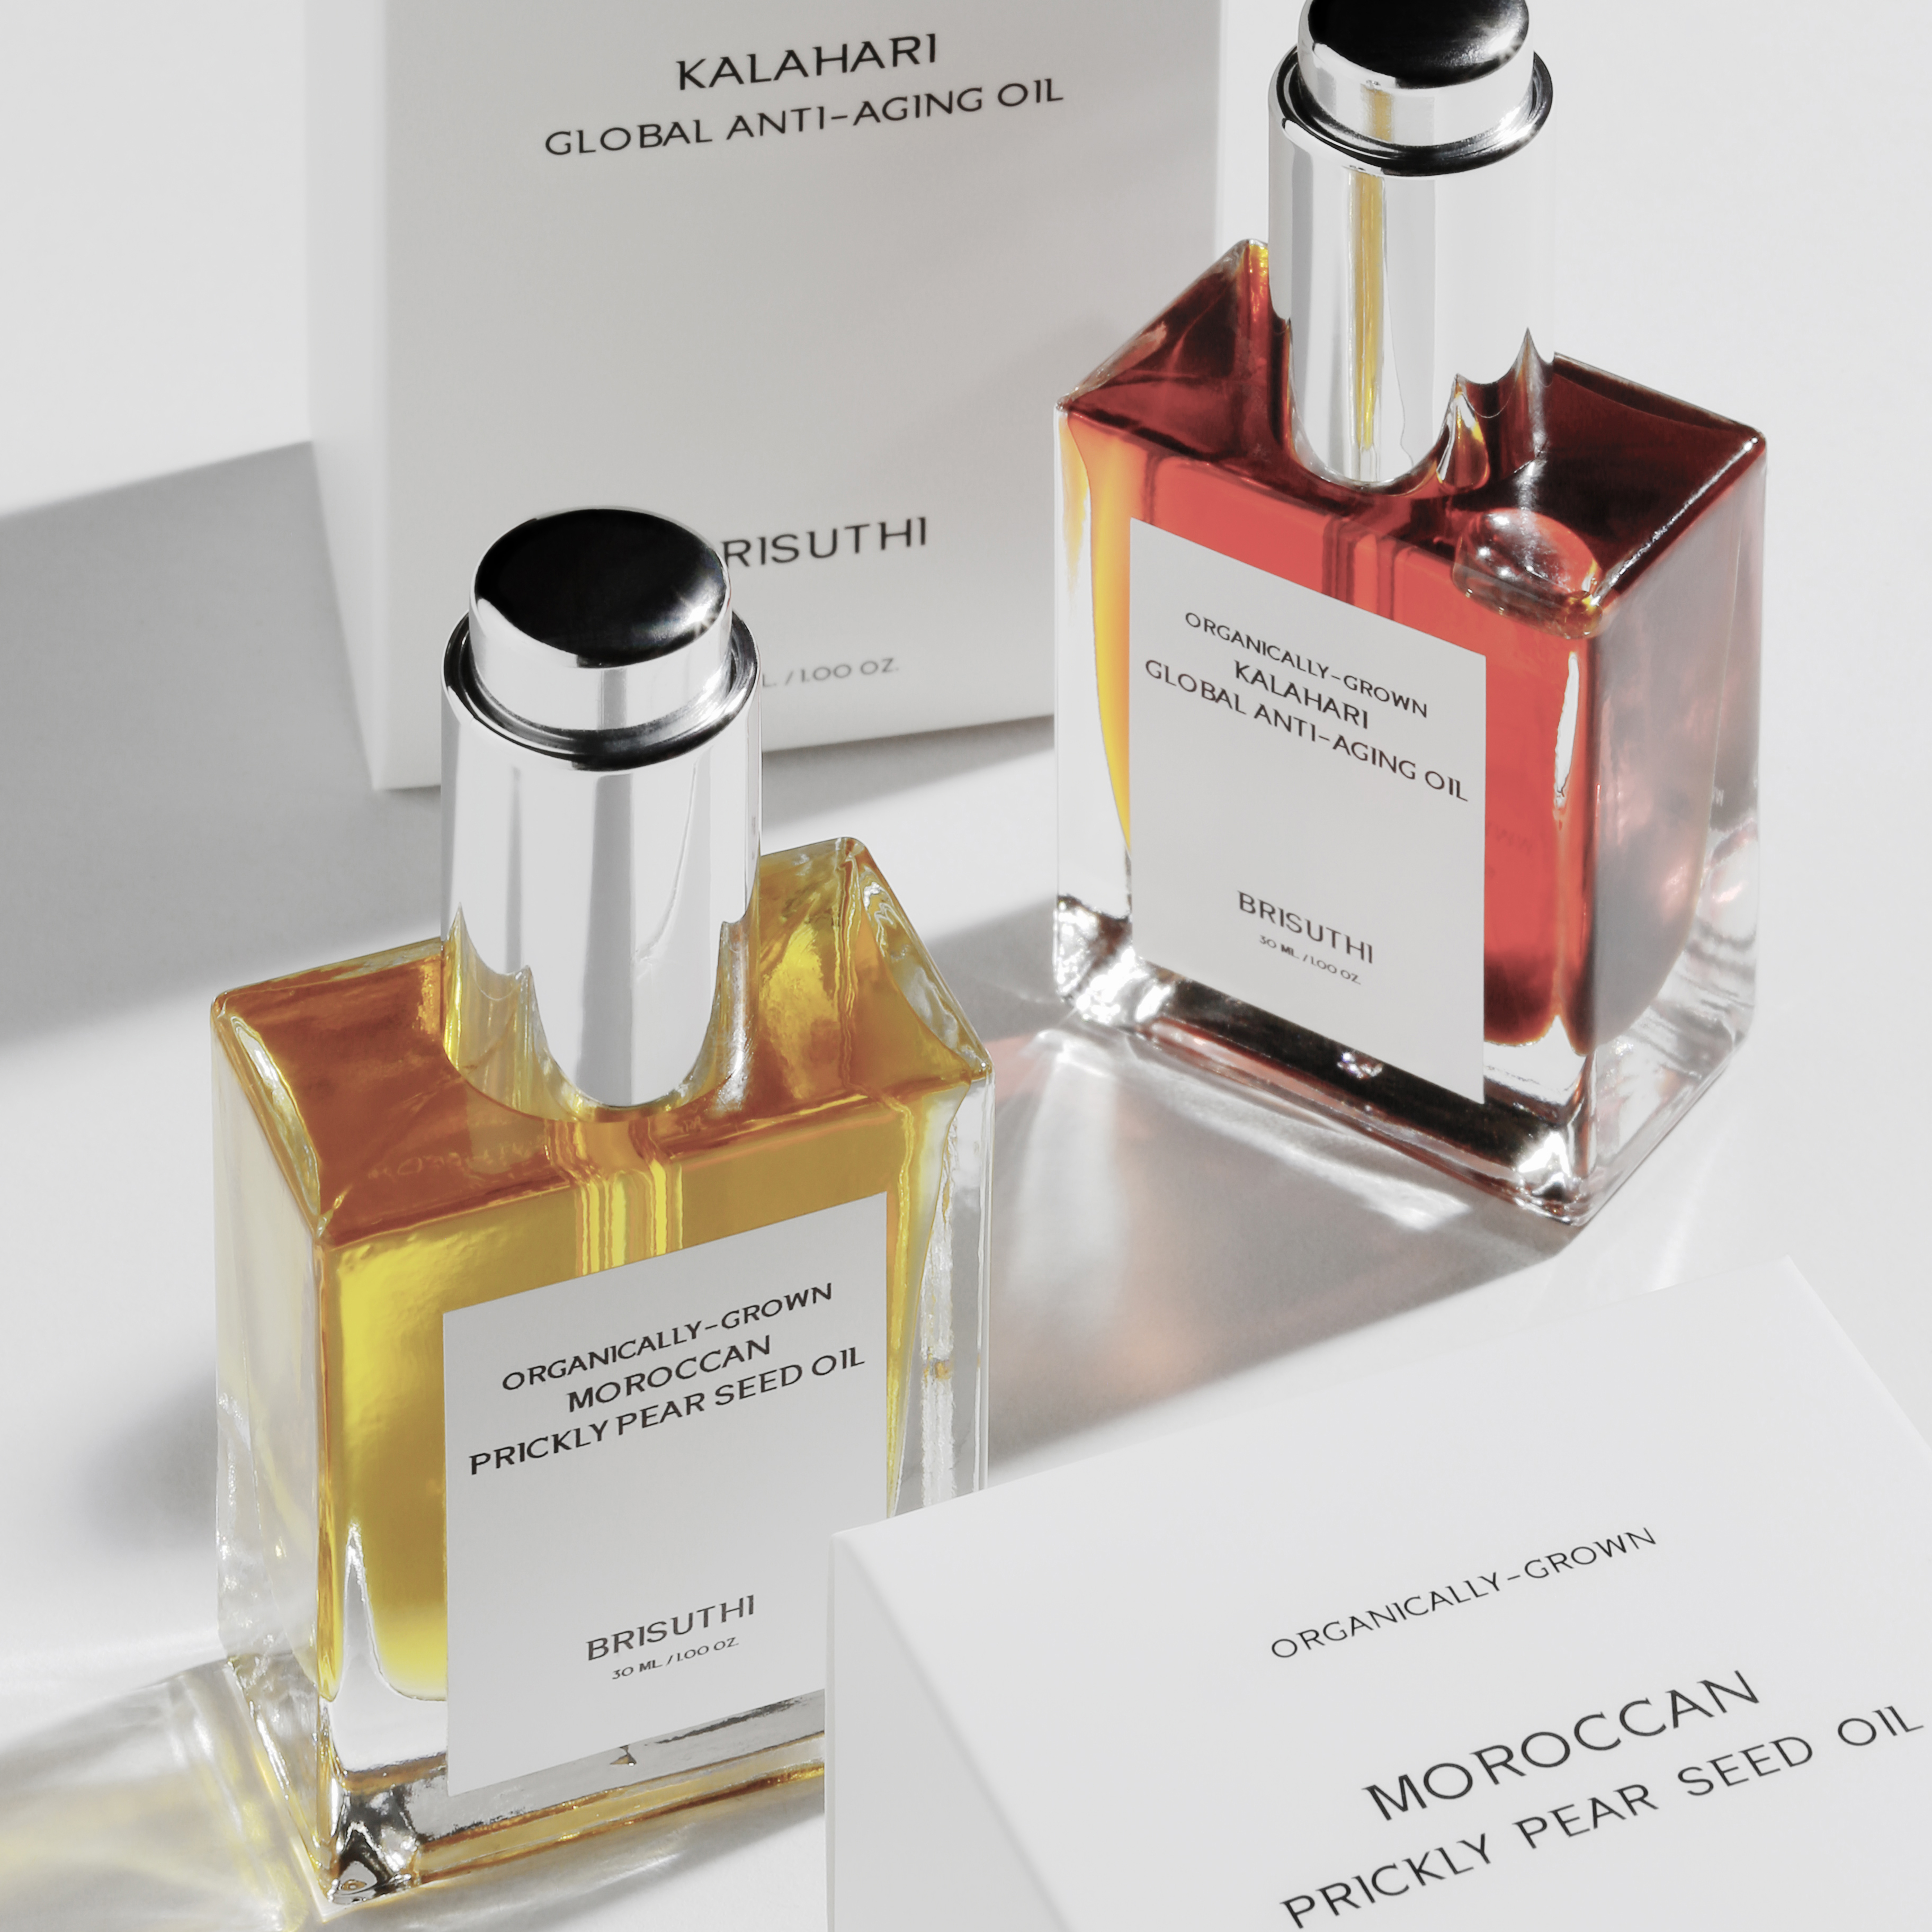 KALAHARI
GLOBAL ANTI-AGING OIL
RISUTHI
L / 1.00 OZ.
ORGANICALLY-GROWN
KALAHARI
GLOBAL ANTI-AGING OIL
BRISUTHI
30 ML / 1.00 OZ.
ORGANICALLY-GROWN
MOROCCAN
PRICKLY PEAR SEED OIL
BRISUTHI
30 ML / 1.00 OZ.
ORGANICALLY-GROWN
MOROCCAN
PRICKLY PEAR SEED OIL